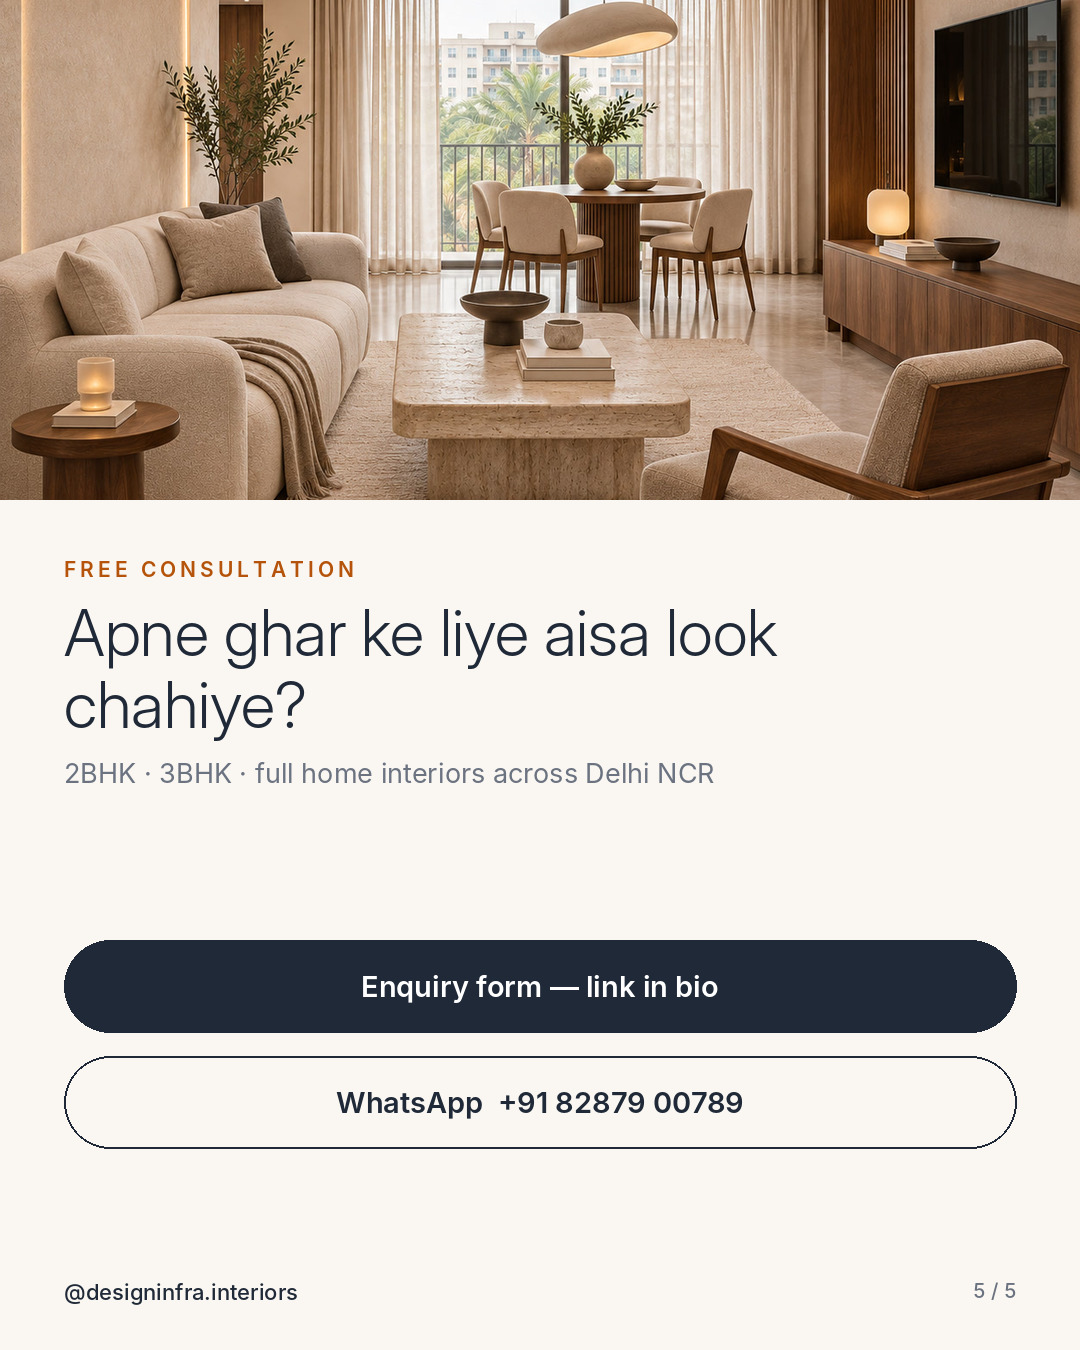 FREE CONSULTATION
Apne ghar ke liye aisa look
chahiye?
2BHK · 3BHK · full home interiors across Delhi NCR
Enquiry form — link in bio
WhatsApp +91 82879 00789
@designinfra.interiors
5 / 5